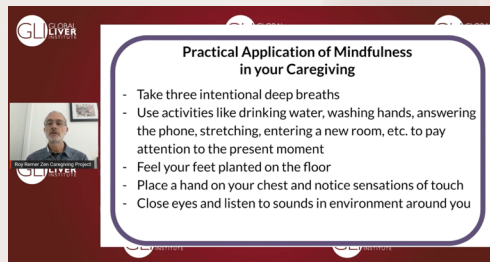 GLI GLOBAL
LIVER
INSTITUTE
Practical Application of Mindfulness
in your Caregiving
- Take three intentional deep breaths
- Use activities like drinking water, washing hands, answering
the phone, stretching, entering a new room, etc. to pay
attention to the present moment
- Feel your feet planted on the floor
- Place a hand on your chest and notice sensations of touch
- Close eyes and listen to sounds in environment around you
Roy Remer Zen Caregiving Project
LIVER
INSTITUTE
INSTITUTE
INSTITUTE